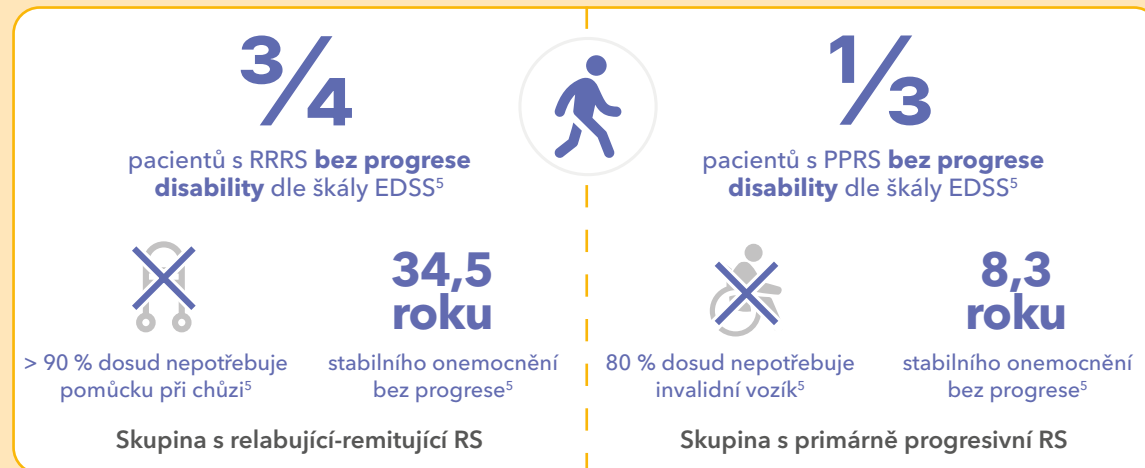 3/4
pacientů s RRRS bez progrese
disability dle škály EDSS⁵
> 90 % dosud nepotřebuje
pomůcku při chůzi⁵
34,5
roku
stabilního onemocnění
bez progrese⁵
Skupina s relabující-remitující RS
1/3
pacientů s PPRS bez progrese
disability dle škály EDSS⁵
80 % dosud nepotřebuje
invalidní vozík⁵
8,3
roku
stabilního onemocnění
bez progrese⁵
Skupina s primárně progresivní RS